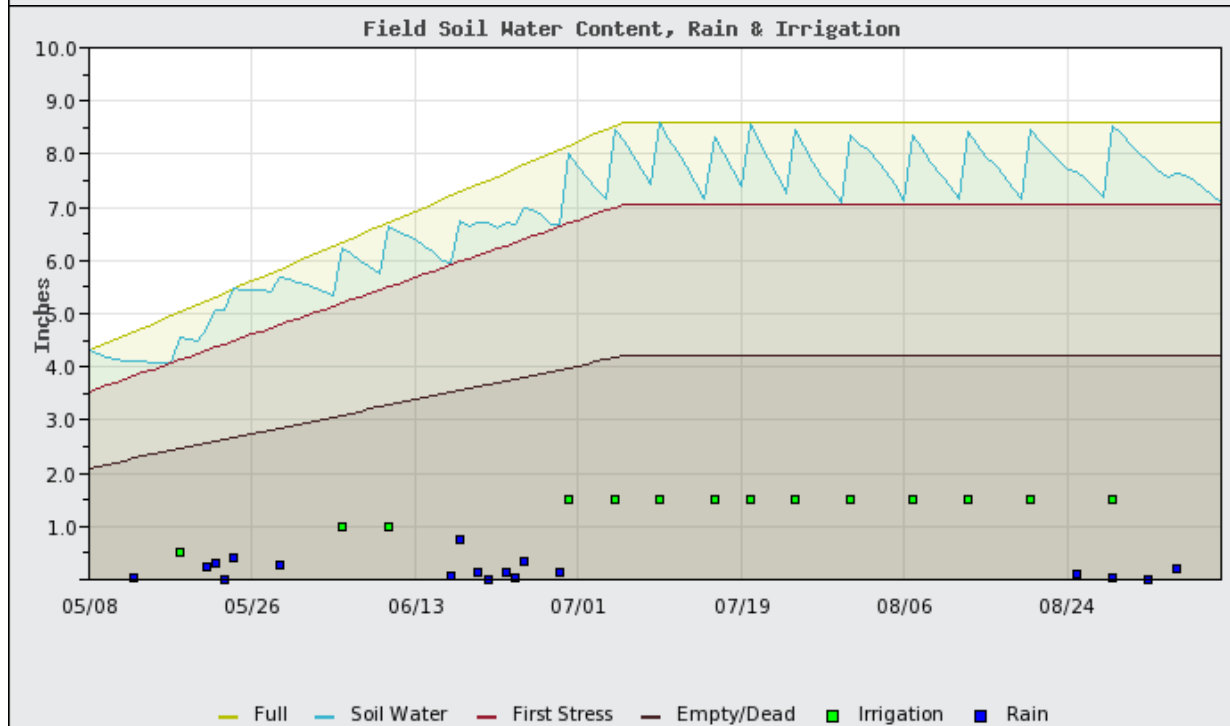 Field Soil Water Content, Rain & Irrigation
10.0
9.0
8.0
7.0
6.0
5.0
4.0
3.0
2.0
1.0
Inches
05/08 05/26 06/13 07/01 07/19 08/06 08/24
Full Soil Water First Stress Empty/Dead Irrigation Rain